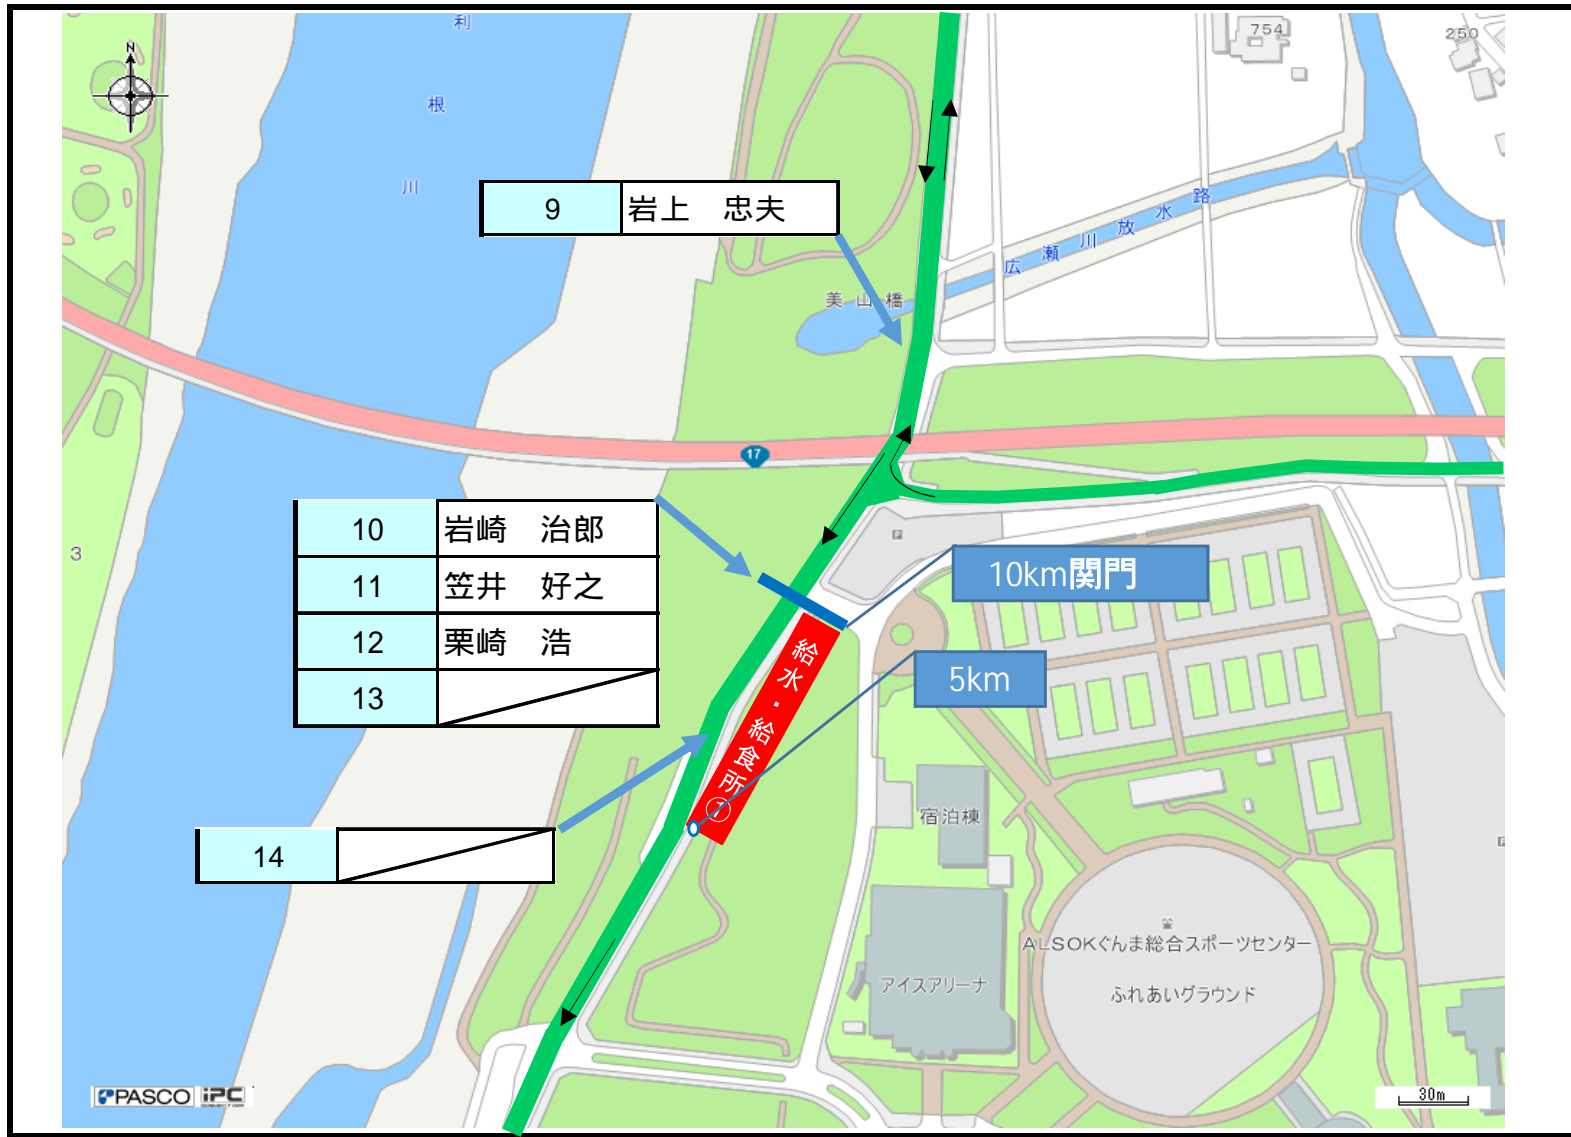 利
根
川
N
754
250
9 岩上 忠夫
広瀬川放水路
美山橋
17
10 岩崎 治郎
11 笠井 好之
12 栗崎 浩
13
3
P
10km関門
5km
給水・給食所①
14
宿泊棟
P
ALSOKぐんま総合スポーツセンター
ふれあいグラウンド
アイスアリーナ
PASCO iPC
30m